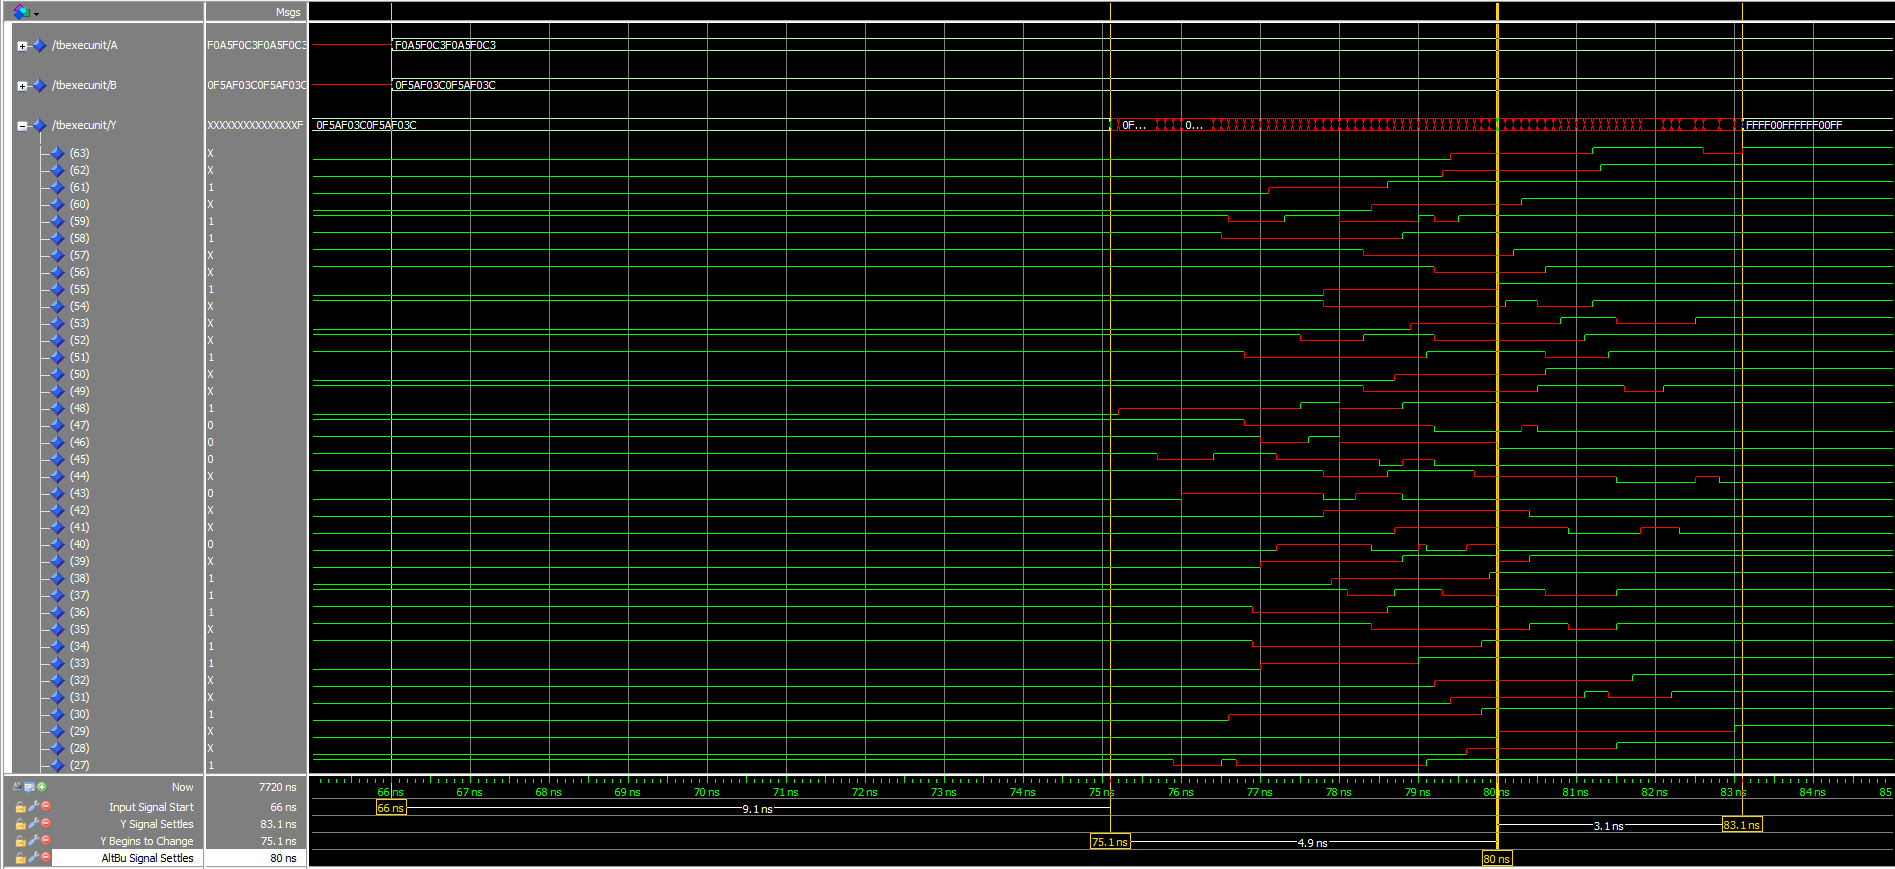 Msgs
/tbexecunit/A F0A5F0C3F0A5F0C3 F0A5F0C3F0A5F0C3
/tbexecunit/B 0F5AF03C0F5AF03C 0F5AF03C0F5AF03C
/tbexecunit/Y XXXXXXXXXXXXXXXF 0F5AF03C0F5AF03C 0F... 0... FFFF00FFFFFF00FF
(63) X
(62) X
(61) 1
(60) X
(59) 1
(58) 1
(57) X
(56) X
(55) 1
(54) X
(53) X
(52) X
(51) 1
(50) X
(49) X
(48) 1
(47) 0
(46) 0
(45) 0
(44) X
(43) 0
(42) X
(41) X
(40) 0
(39) X
(38) 1
(37) 1
(36) 1
(35) X
(34) 1
(33) 1
(32) X
(31) X
(30) 1
(29) X
(28) X
(27) 1
Now 7720 ns 66 ns 67 ns 68 ns 69 ns 70 ns 71 ns 72 ns 73 ns 74 ns 75 ns 76 ns 77 ns 78 ns 79 ns 80 ns 81 ns 82 ns 83 ns 84 ns 85
Input Signal Start 66 ns 66 ns 9.1 ns
Y Signal Settles 83.1 ns 3.1 ns 83.1 ns
Y Begins to Change 75.1 ns 75.1 ns 4.9 ns
AltBu Signal Settles 80 ns 80 ns